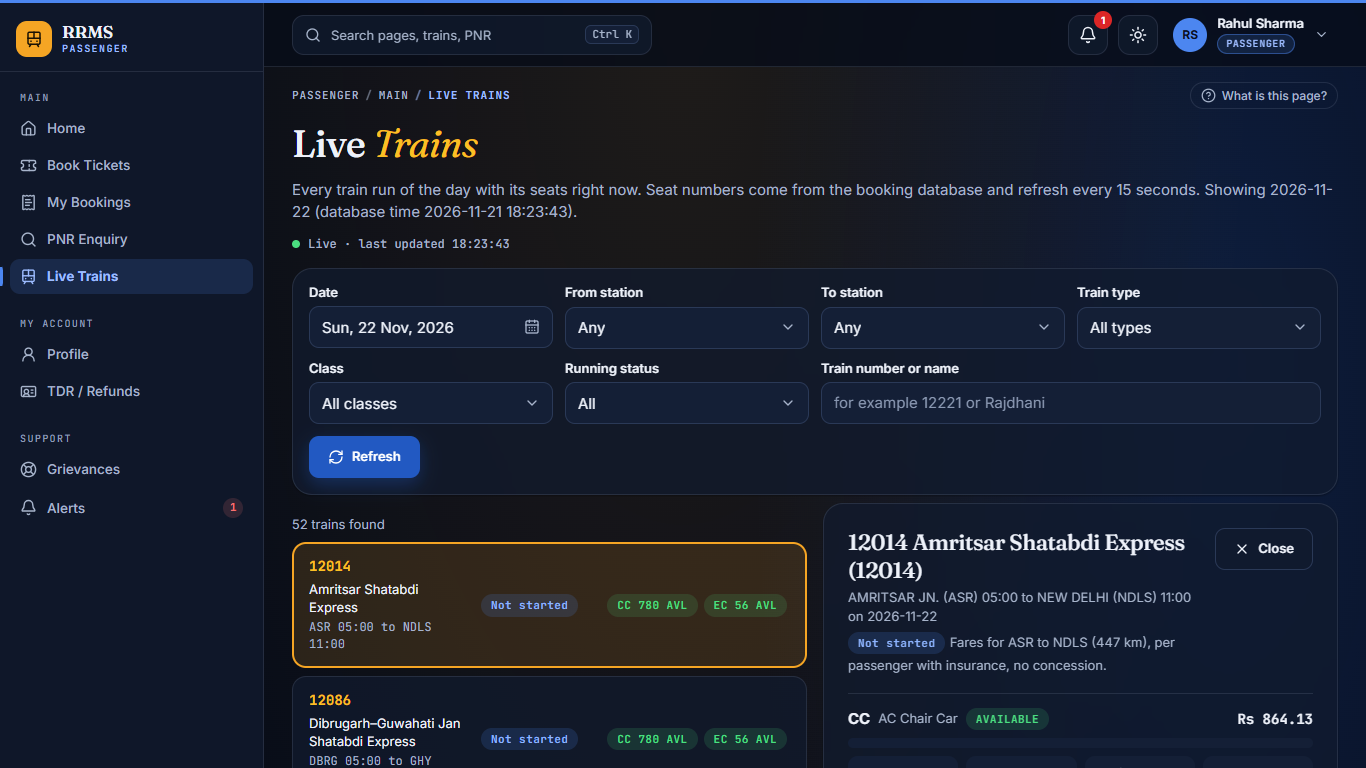 RRMS
PASSENGER
Search pages, trains, PNR
Ctrl K
1
RS
Rahul Sharma
PASSENGER
MAIN
Home
Book Tickets
My Bookings
PNR Enquiry
Live Trains
MY ACCOUNT
Profile
TDR / Refunds
SUPPORT
Grievances
Alerts
1
PASSENGER / MAIN / LIVE TRAINS
What is this page?
Live Trains
Every train run of the day with its seats right now. Seat numbers come from the booking database and refresh every 15 seconds. Showing 2026-11-
22 (database time 2026-11-21 18:23:43).
Live · last updated 18:23:43
Date
From station
To station
Train type
Sun, 22 Nov, 2026
Any
Any
All types
Class
Running status
Train number or name
All classes
All
for example 12221 or Rajdhani
Refresh
52 trains found
12014
Amritsar Shatabdi
Express
ASR 05:00 to NDLS
11:00
Not started
CC 780 AVL
EC 56 AVL
12086
Dibrugarh–Guwahati Jan
Shatabdi Express
DBRG 05:00 to GHY
Not started
CC 780 AVL
EC 56 AVL
12014 Amritsar Shatabdi Express
(12014)
Close
AMRITSAR JN. (ASR) 05:00 to NEW DELHI (NDLS) 11:00
on 2026-11-22
Not started Fares for ASR to NDLS (447 km), per
passenger with insurance, no concession.
CC AC Chair Car AVAILABLE
Rs 864.13